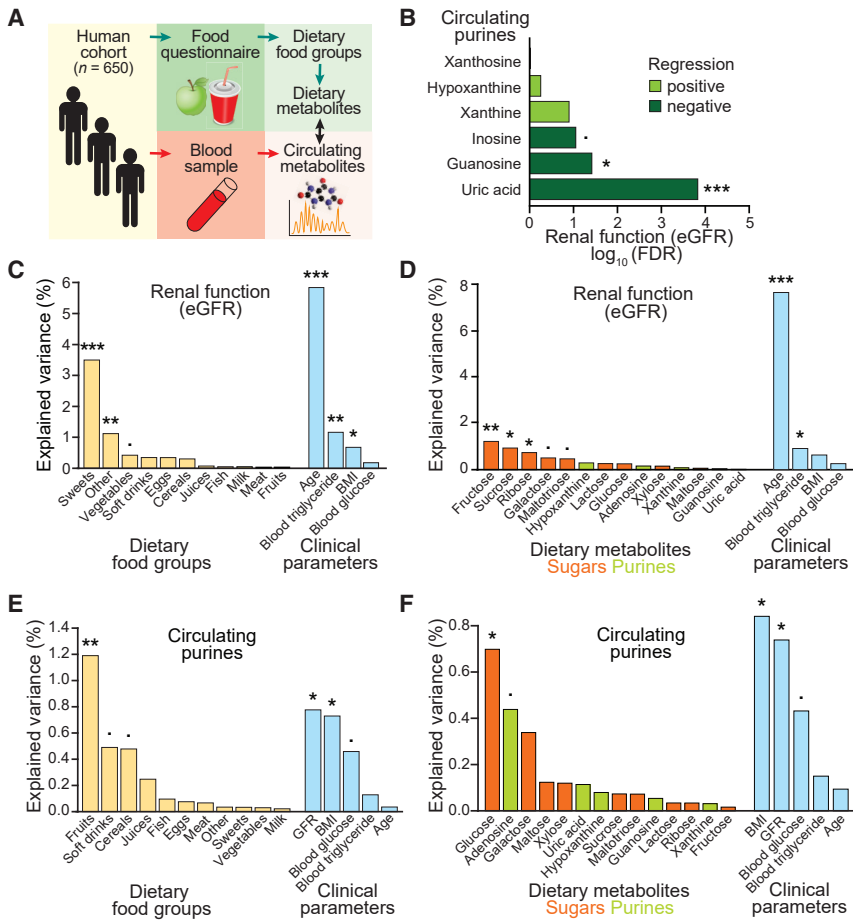 A
Human
cohort
(n = 650)
Food
questionnaire
Dietary
food groups
Dietary
metabolites
Blood
sample
Circulating
metabolites
B
Circulating
purines
Xanthosine
Hypoxanthine
Xanthine
Inosine
Guanosine
Uric acid
Regression
positive
negative
.
*
***
0 1 2 3 4 5
Renal function (eGFR)
log10 (FDR)
C
Renal function
(eGFR)
Explained variance (%)
6
5
4
3
2
1
0
***
**
.
***
**
*
Sweets
Other
Vegetables
Soft drinks
Eggs
Cereals
Juices
Fish
Milk
Meat
Fruits
Age
Blood triglyceride
BMI
Blood glucose
Dietary
food groups
Clinical
parameters
D
Renal function
(eGFR)
Explained variance (%)
8
6
4
2
0
**
*
*
.
.
***
*
Fructose
Sucrose
Ribose
Galactose
Maltotriose
Hypoxanthine
Lactose
Glucose
Adenosine
Xylose
Xanthine
Maltose
Guanosine
Uric acid
Age
Blood triglyceride
BMI
Blood glucose
Dietary metabolites
Sugars Purines
Clinical
parameters
E
Circulating
purines
Explained variance (%)
1.4
1.2
1.0
0.8
0.6
0.4
0.2
0.0
**
.
.
*
*
.
Fruits
Soft drinks
Cereals
Juices
Fish
Eggs
Meat
Other
Sweets
Vegetables
Milk
GFR
BMI
Blood glucose
Blood triglyceride
Age
Dietary
food groups
Clinical
parameters
F
Circulating
purines
Explained variance (%)
0.8
0.6
0.4
0.2
0.0
*
.
*
*
.
Glucose
Adenosine
Galactose
Maltose
Xylose
Uric acid
Hypoxanthine
Sucrose
Maltotriose
Guanosine
Lactose
Ribose
Xanthine
Fructose
BMI
GFR
Blood glucose
Blood triglyceride
Age
Dietary metabolites
Sugars Purines
Clinical
parameters